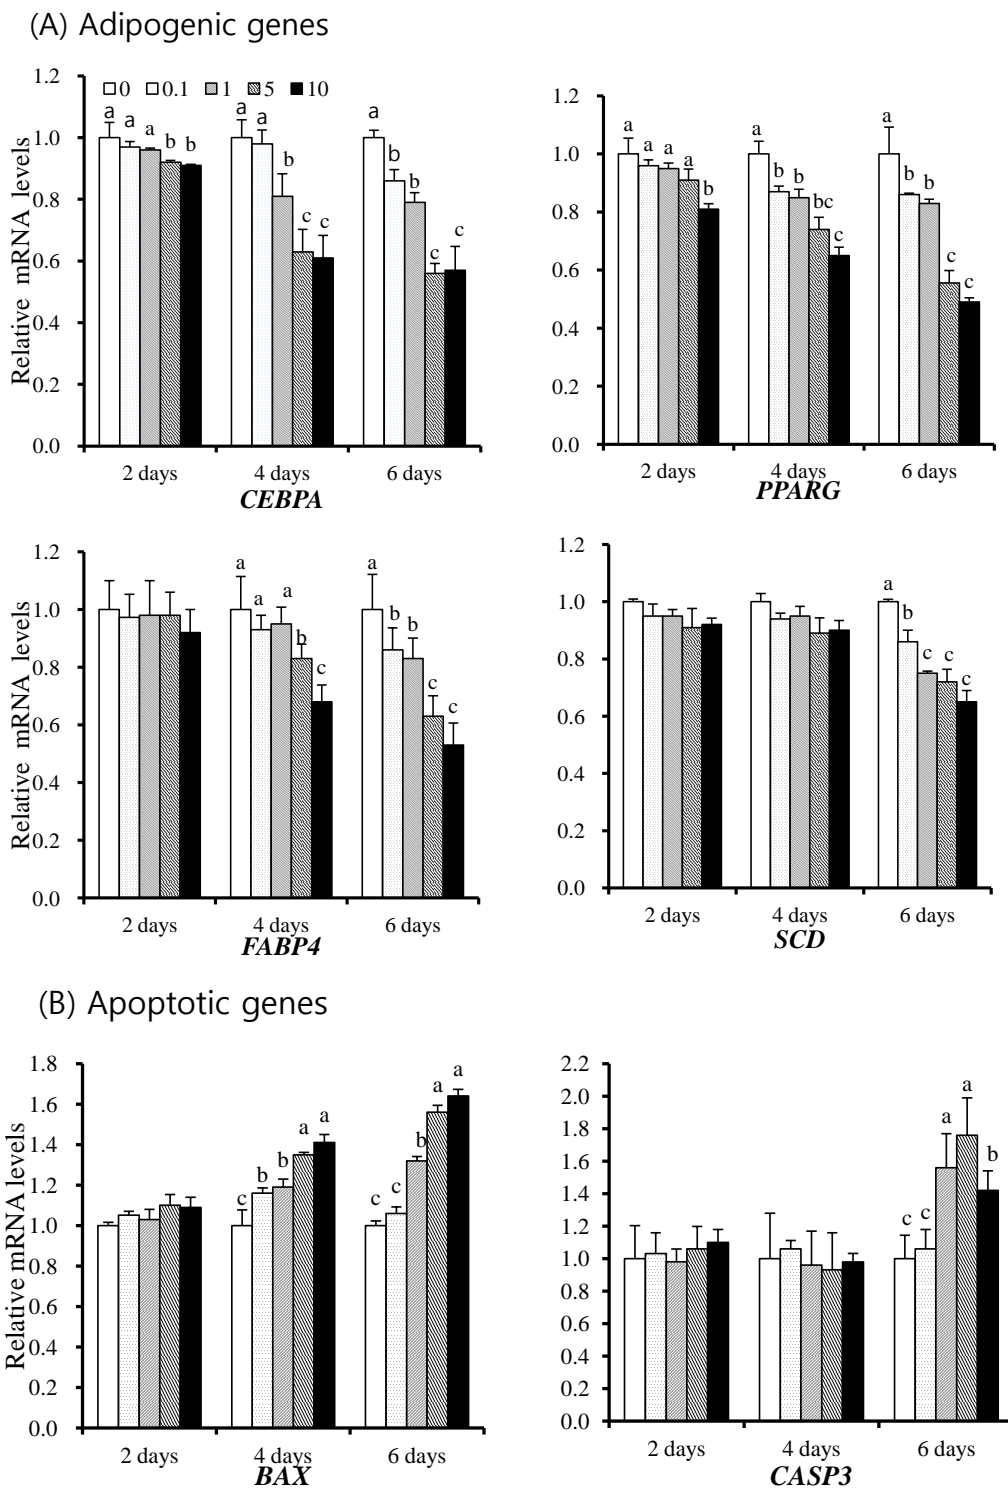 (A) Adipogenic genes
1.2
1.0
0.8
0.6
0.4
0.2
0.0
Relative mRNA levels
0 0.1 1 5 10
a a a b b
a a b c c
a b b c c
2 days 4 days 6 days
CEBPA
1.2
1.0
0.8
0.6
0.4
0.2
0.0
a a a a b
a b b bc c
a b b c c
2 days 4 days 6 days
PPARG
1.2
1.0
0.8
0.6
0.4
0.2
0.0
Relative mRNA levels
a a a b c
a b b c c
2 days 4 days 6 days
FABP4
1.2
1.0
0.8
0.6
0.4
0.2
0.0
a b c c c
2 days 4 days 6 days
SCD
(B) Apoptotic genes
1.8
1.6
1.4
1.2
1.0
0.8
0.6
0.4
0.2
0.0
Relative mRNA levels
c b b a a
c c b a a
2 days 4 days 6 days
BAX
2.2
2.0
1.8
1.6
1.4
1.2
1.0
0.8
0.6
0.4
0.2
0.0
c c a a b
2 days 4 days 6 days
CASP3